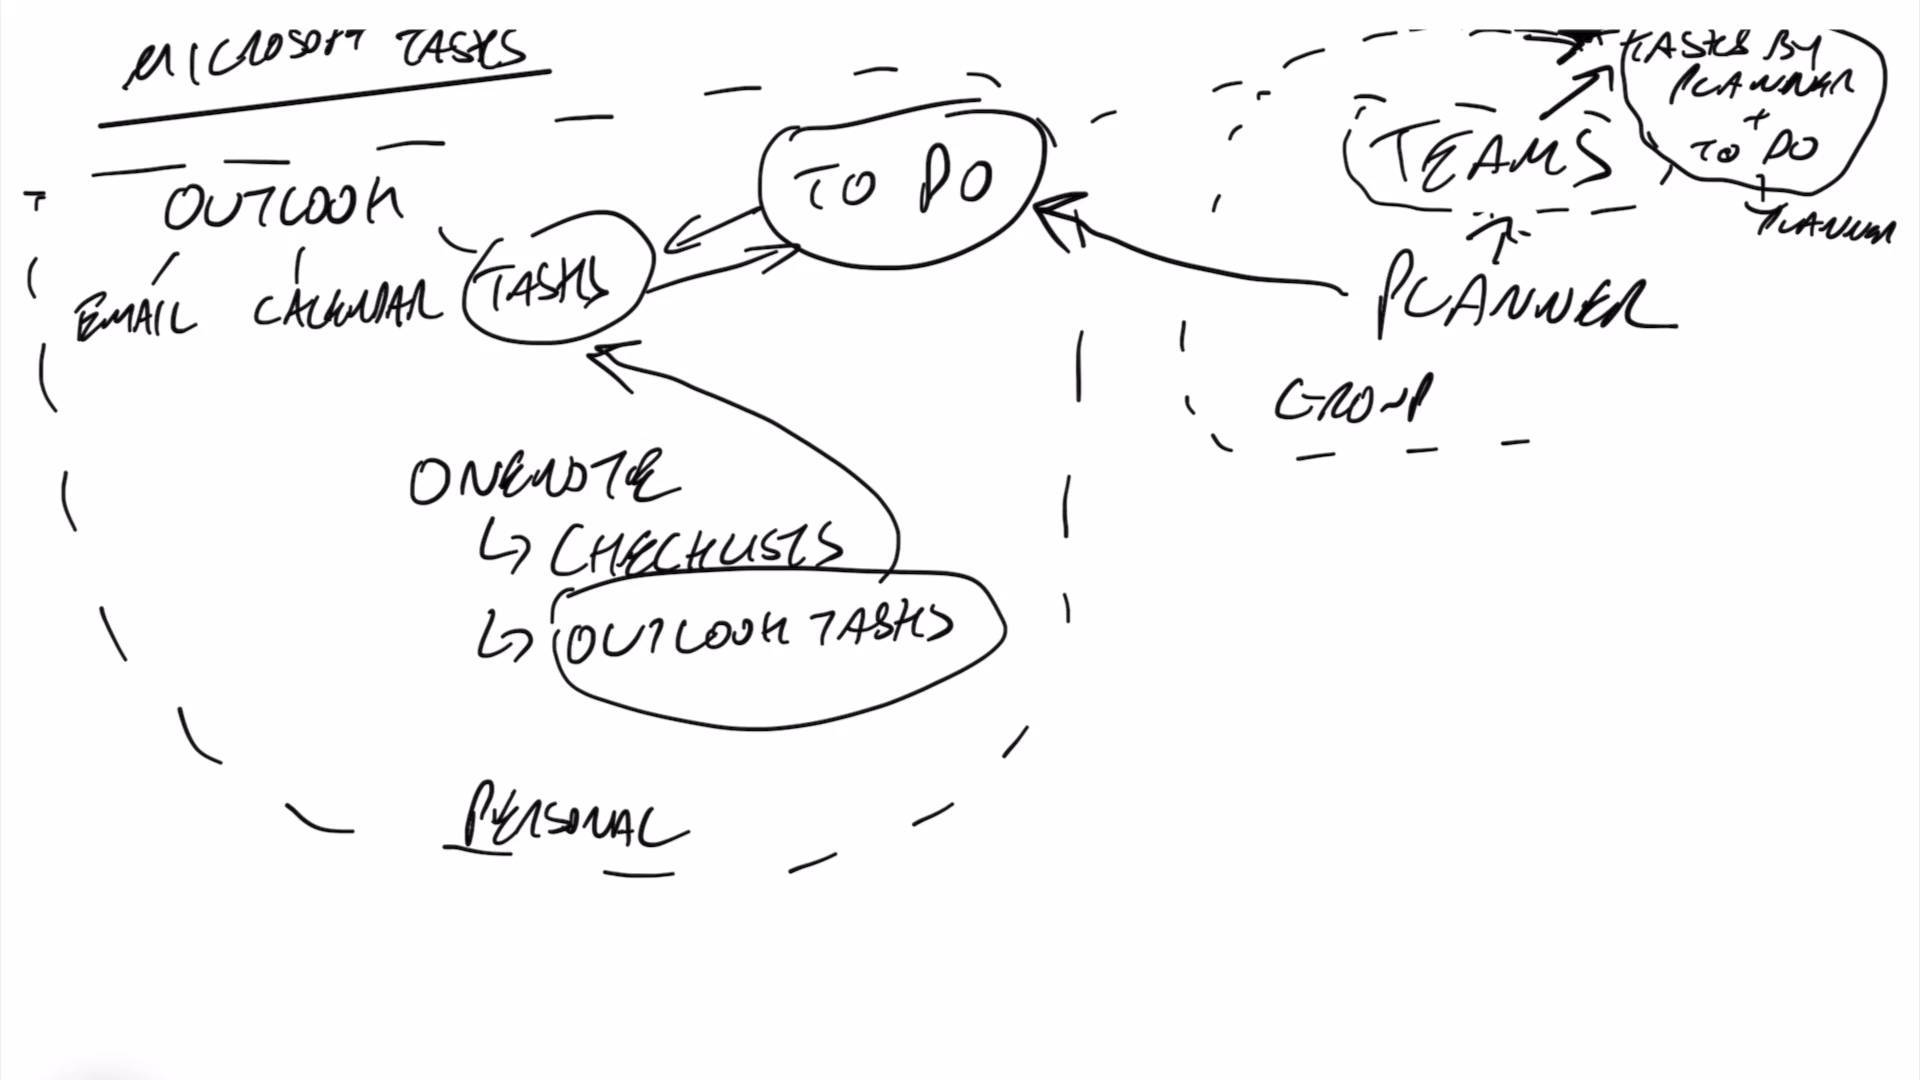 MICROSOFT TASKS
OUTLOOK
EMAIL CALENDAR TASKS
TO DO
ONENOTE
↳ CHECKLISTS
↳ OUTLOOK TASKS
PERSONAL
TEAMS
PLANNER
GROUP
TASKS BY
PLANNER
+
TO DO
PLANNER